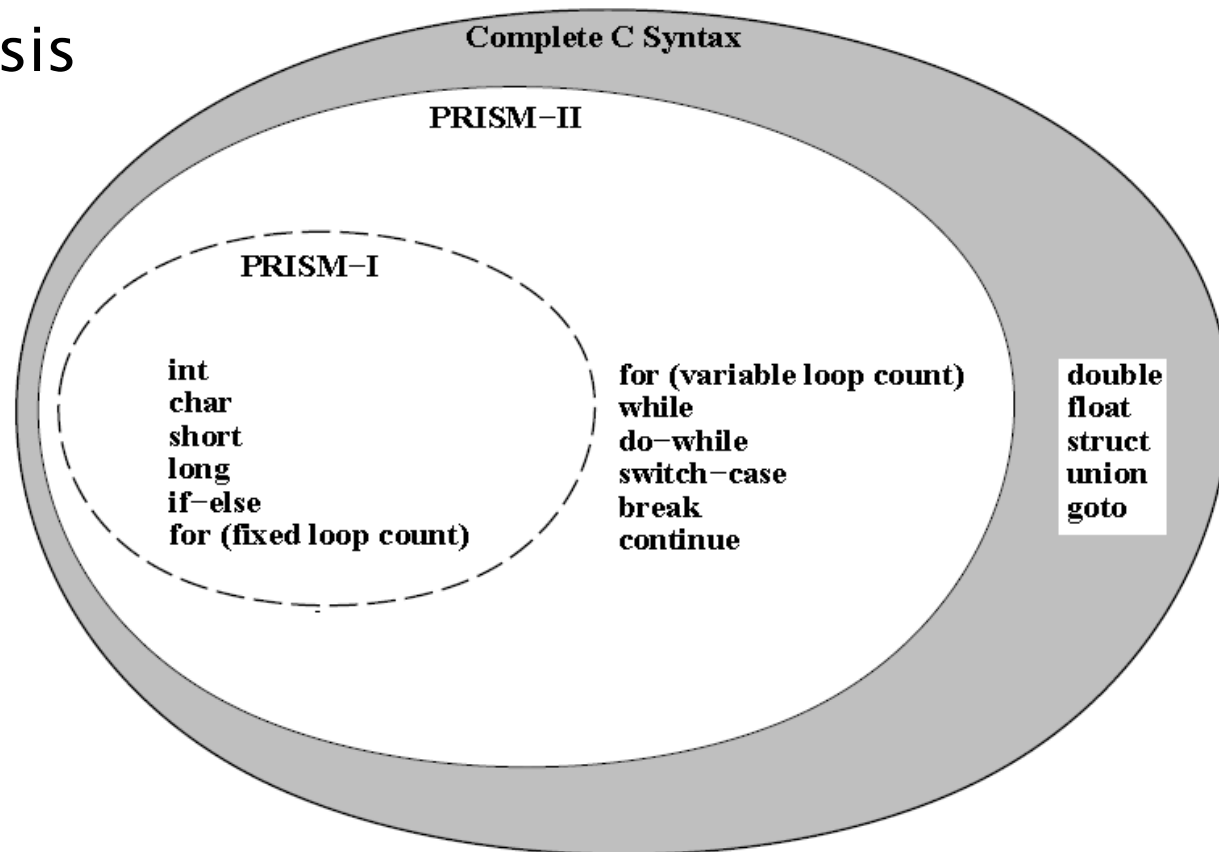 sis
Complete C Syntax
PRISM−II
PRISM−I
int
char
short
long
if−else
for (fixed loop count)
for (variable loop count)
while
do−while
switch−case
break
continue
double
float
struct
union
goto